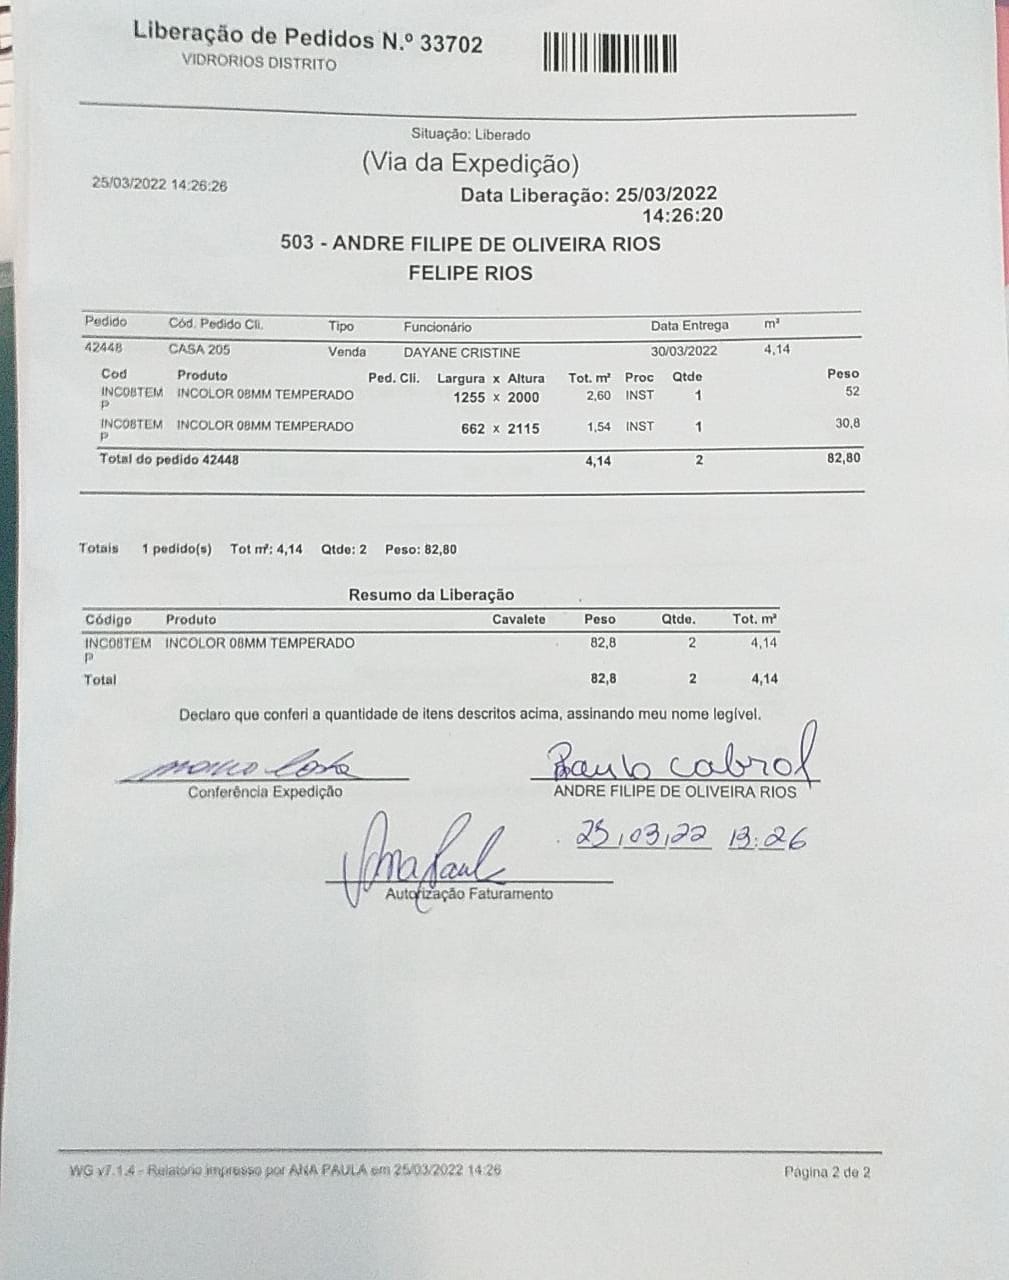 Liberação de Pedidos N.º 33702
VIDRORIOS DISTRITO
Situação: Liberado
(Via da Expedição)
25/03/2022 14:26:26
Data Liberação: 25/03/2022
14:26:20
503 - ANDRE FILIPE DE OLIVEIRA RIOS
FELIPE RIOS
Pedido Cód. Pedido Cli. Tipo Funcionário Data Entrega m²
42448 CASA 205 Venda DAYANE CRISTINE 30/03/2022 4,14
Cod Produto Ped. Cli. Largura x Altura Tot. m² Proc Qtde Peso
INC08TEM INCOLOR 08MM TEMPERADO 1255 x 2000 2,60 INST 1 52
P
INC08TEM INCOLOR 08MM TEMPERADO 662 x 2115 1,54 INST 1 30,8
P
Total do pedido 42448 4,14 2 82,80
Totais 1 pedido(s) Tot m²: 4,14 Qtde: 2 Peso: 82,80
Resumo da Liberação
Código Produto Cavalete Peso Qtde. Tot. m²
INC08TEM INCOLOR 08MM TEMPERADO 82,8 2 4,14
P
Total 82,8 2 4,14
Declaro que conferi a quantidade de itens descritos acima, assinando meu nome legível.
Paulo Cabral
Conferência Expedição ANDRE FILIPE DE OLIVEIRA RIOS
25/03/22 13:26
Ana Paul
Autorização Faturamento
WG v7.1.4 - Relatório impresso por ANA PAULA em 25/03/2022 14:26 Página 2 de 2